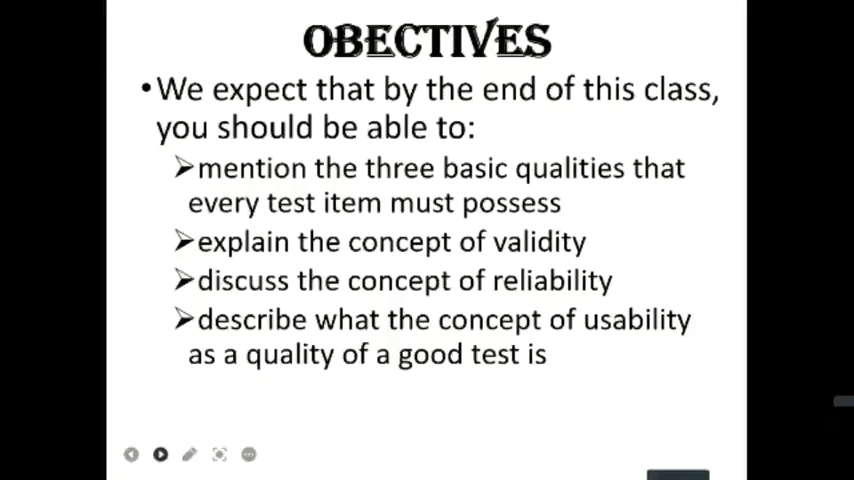 OBECTIVES
•We expect that by the end of this class,
you should be able to:
➢mention the three basic qualities that
every test item must possess
➢explain the concept of validity
➢discuss the concept of reliability
➢describe what the concept of usability
as a quality of a good test is